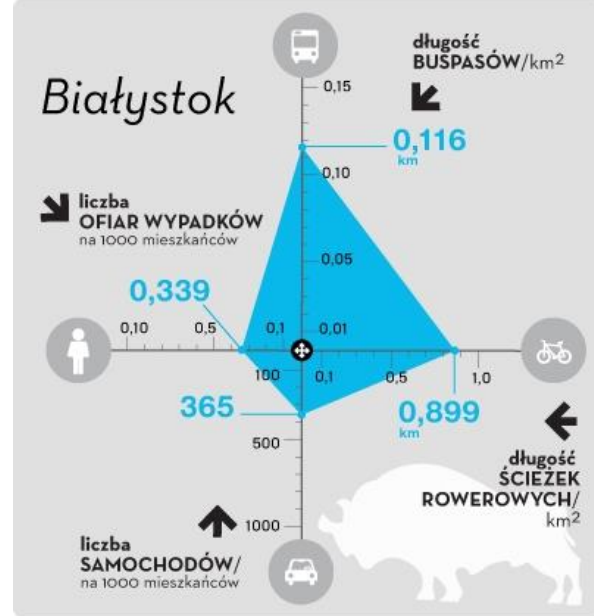 Białystok
długość
BUSPASÓW/km2
0,15
0,116
km
0,10
liczba
OFIAR WYPADKÓW
na 1000 mieszkańców
0,05
0,339
0,10
0,5
0,1
0,01
100
0,1
0,5
1,0
365
0,899
km
500
długość
ŚCIEŻEK
ROWEROWYCH/
km2
1000
liczba
SAMOCHODÓW/
na 1000 mieszkańców